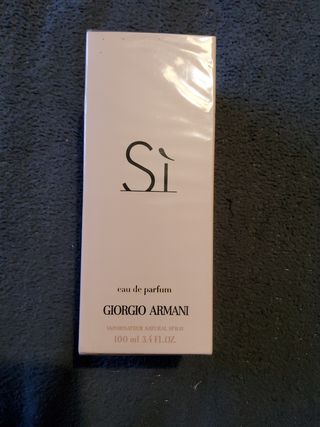 Sì
eau de parfum
GIORGIO ARMANI
VAPORISATEUR NATURAL SPRAY
100 ml 3.4 FL.OZ.